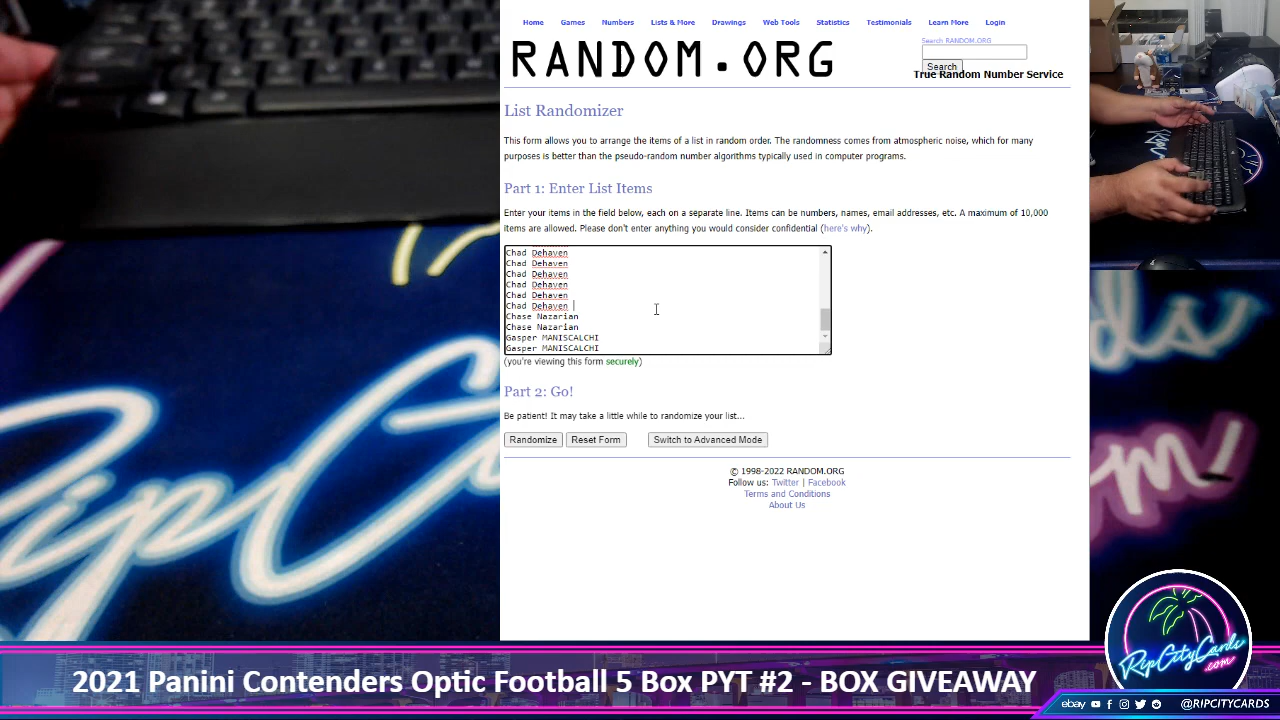 Home Games Numbers Lists & More Drawings Web Tools Statistics Testimonials Learn More Login
RANDOM.ORG
Search RANDOM.ORG
Search
True Random Number Service
List Randomizer
This form allows you to arrange the items of a list in random order. The randomness comes from atmospheric noise, which for many
purposes is better than the pseudo-random number algorithms typically used in computer programs.
Part 1: Enter List Items
Enter your items in the field below, each on a separate line. Items can be numbers, names, email addresses, etc. A maximum of 10,000
items are allowed. Please don't enter anything you would consider confidential (here's why).
Chad Dehaven
Chad Dehaven
Chad Dehaven
Chad Dehaven
Chad Dehaven
Chad Dehaven
Chase Nazarian
Chase Nazarian
Gasper MANISCALCHI
Gasper MANISCALCHI
(you're viewing this form securely)
Part 2: Go!
Be patient! It may take a little while to randomize your list...
Randomize Reset Form Switch to Advanced Mode
© 1998-2022 RANDOM.ORG
Follow us: Twitter | Facebook
Terms and Conditions
About Us
2021 Panini Contenders Optic Football 5 Box PYT #2 - BOX GIVEAWAY
RipCityCards
.com
ebay @RIPCITYCARDS